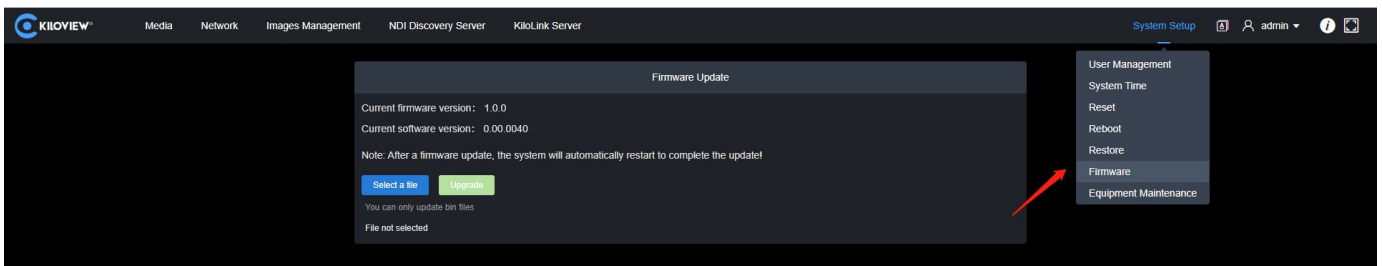 KILOVIEW® Media Network Images Management NDI Discovery Server KiloLink Server System Setup A admin i
Firmware Update
Current firmware version: 1.0.0
Current software version: 0.00.0040
Note: After a firmware update, the system will automatically restart to complete the update!
Select a file Upgrade
You can only update bin files
File not selected
User Management
System Time
Reset
Reboot
Restore
Firmware
Equipment Maintenance